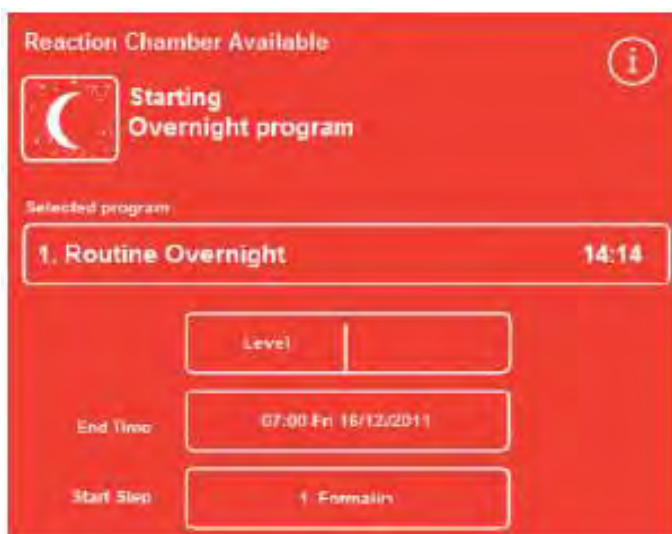 Reaction Chamber Available
i
Starting
Overnight program
Selected program
1. Routine Overnight 14:14
Level
End Time 07:00 Fri 16/12/2011
Start Step 1. Formalin